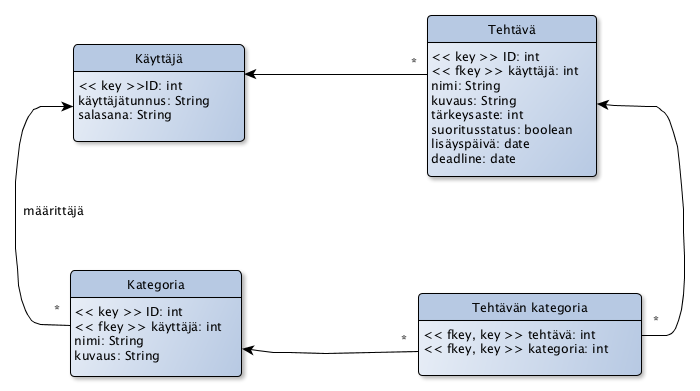 Käyttäjä
<< key >>ID: int
käyttäjätunnus: String
salasana: String
*
Tehtävä
<< key >> ID: int
<< fkey >> käyttäjä: int
nimi: String
kuvaus: String
tärkeysaste: int
suoritusstatus: boolean
lisäyspäivä: date
deadline: date
määrittäjä
*
Kategoria
<< key >> ID: int
<< fkey >> käyttäjä: int
nimi: String
kuvaus: String
*
Tehtävän kategoria
<< fkey, key >> tehtävä: int
<< fkey, key >> kategoria: int
*